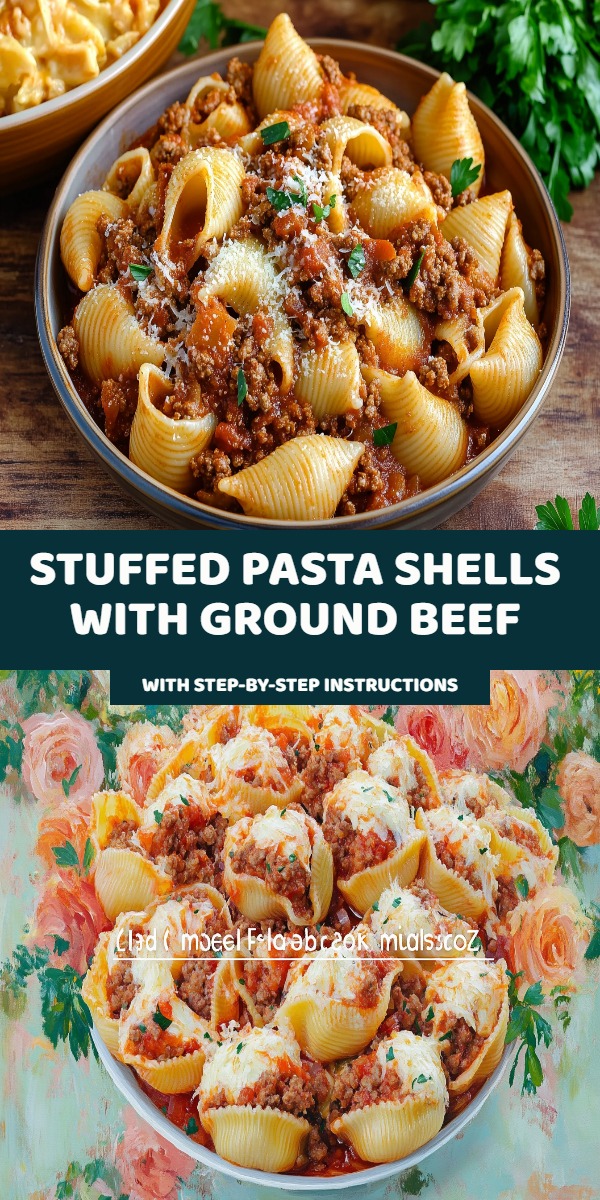 STUFFED PASTA SHELLS
WITH GROUND BEEF
WITH STEP-BY-STEP INSTRUCTIONS